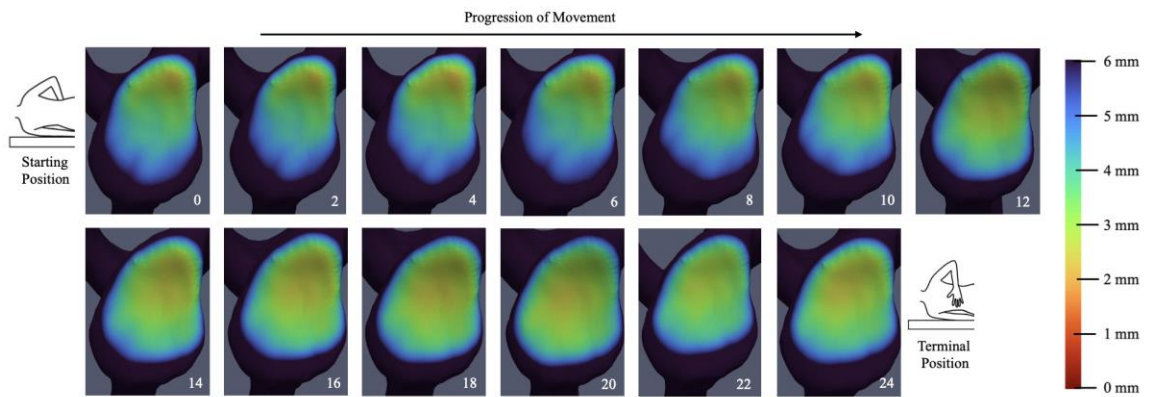 Progression of Movement
Starting
Position
0
2
4
6
8
10
12
14
16
18
20
22
24
Terminal
Position
6 mm
5 mm
4 mm
3 mm
2 mm
1 mm
0 mm